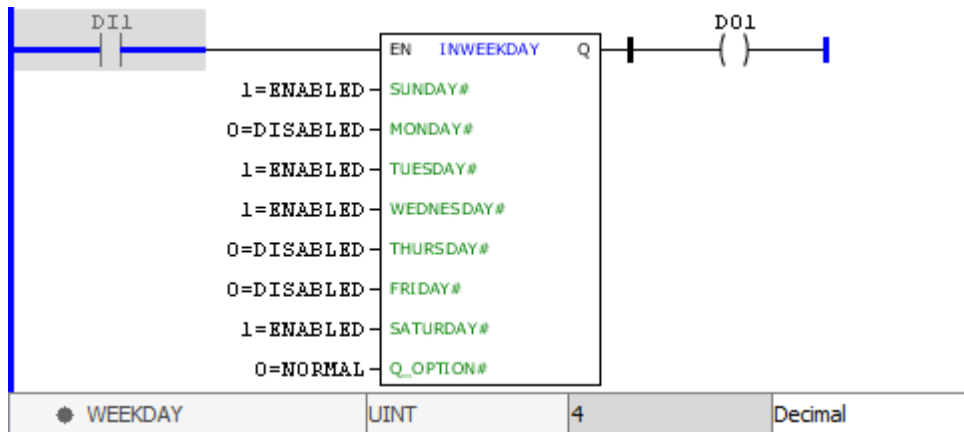 DI1 DO1
EN INWEEKDAY Q
1=ENABLED SUNDAY#
0=DISABLED MONDAY#
1=ENABLED TUESDAY#
1=ENABLED WEDNESDAY#
0=DISABLED THURSDAY#
0=DISABLED FRIDAY#
1=ENABLED SATURDAY#
0=NORMAL Q_OPTION#
WEEKDAY UINT 4 Decimal